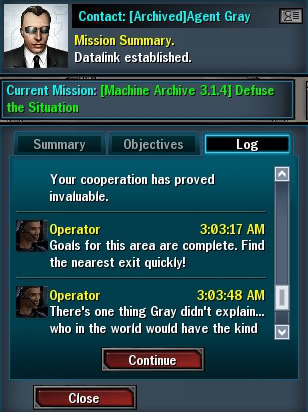 Contact: [Archived]Agent Gray
Mission Summary.
Datalink established.
Current Mission: [Machine Archive 3.1.4] Defuse
the Situation
Summary
Objectives
Log
Your cooperation has proved
invaluable.
Operator 3:03:17 AM
Goals for this area are complete. Find
the nearest exit quickly!
Operator 3:03:48 AM
There's one thing Gray didn't explain...
who in the world would have the kind
Continue
Close